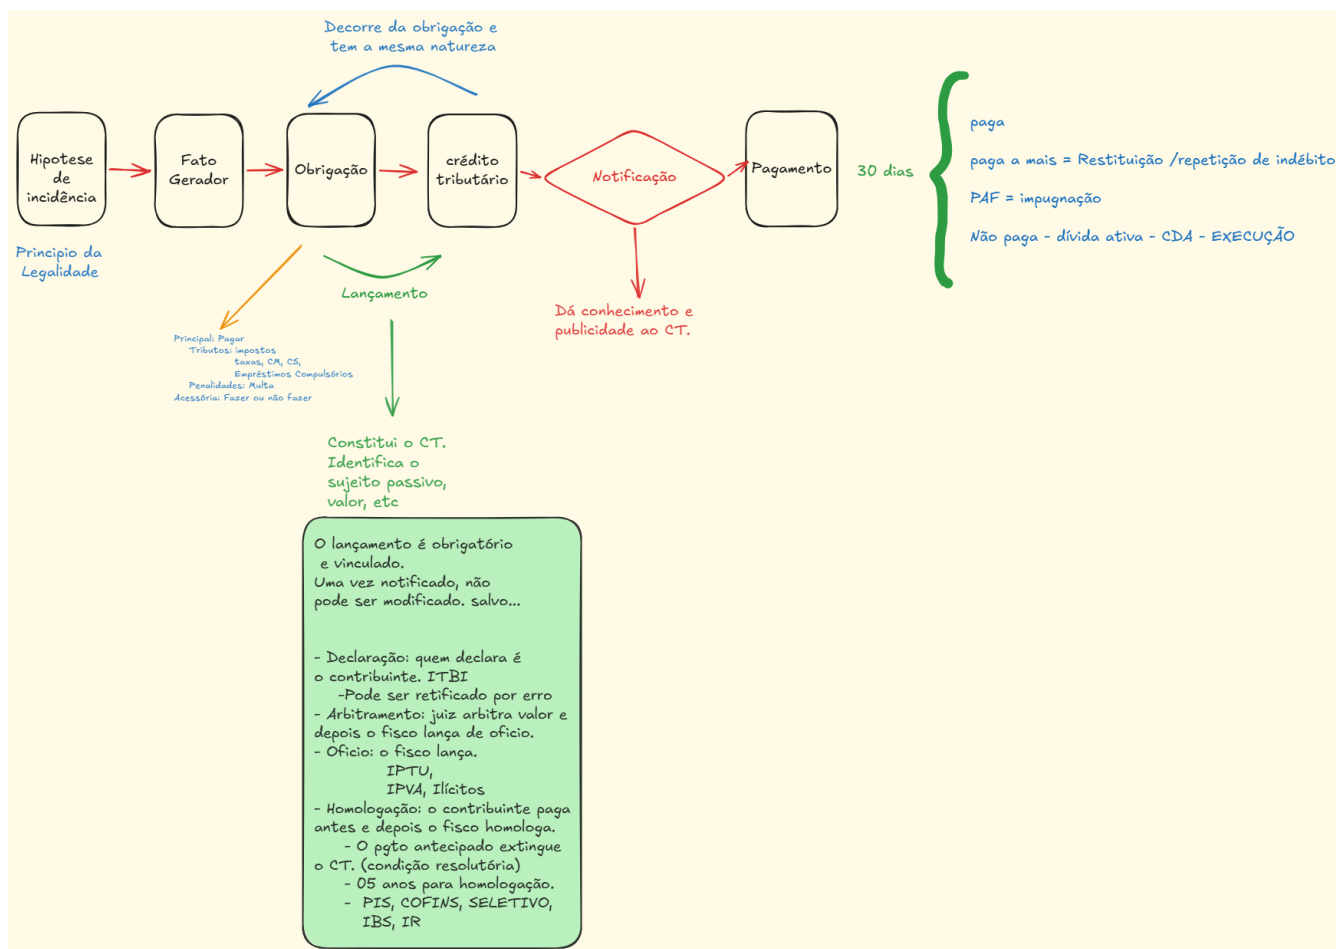 Decorre da obrigação e
tem a mesma natureza
Hipotese
de
incidência
Fato
Gerador
Obrigação
crédito
tributário
Notificação
Pagamento
30 dias
paga
paga a mais = Restituição /repetição de indébito
PAF = impugnação
Não paga - dívida ativa - CDA - EXECUÇÃO
Principio da
Legalidade
Lançamento
Dá conhecimento e
publicidade ao CT.
Principal: Pagar
Tributos: impostos
taxas, CM, CS,
Empréstimos Compulsórios
Penalidades: Multa
Acessória: Fazer ou não fazer
Constitui o CT.
Identifica o
sujeito passivo,
valor, etc
O lançamento é obrigatório
e vinculado.
Uma vez notificado, não
pode ser modificado. salvo...
- Declaração: quem declara é
o contribuinte. ITBI
-Pode ser retificado por erro
- Arbitramento: juiz arbitra valor e
depois o fisco lança de oficio.
- Oficio: o fisco lança.
IPTU,
IPVA, Ilícitos
- Homologação: o contribuinte paga
antes e depois o fisco homologa.
- O pgto antecipado extingue
o CT. (condição resolutória)
- 05 anos para homologação.
- PIS, COFINS, SELETIVO,
IBS, IR